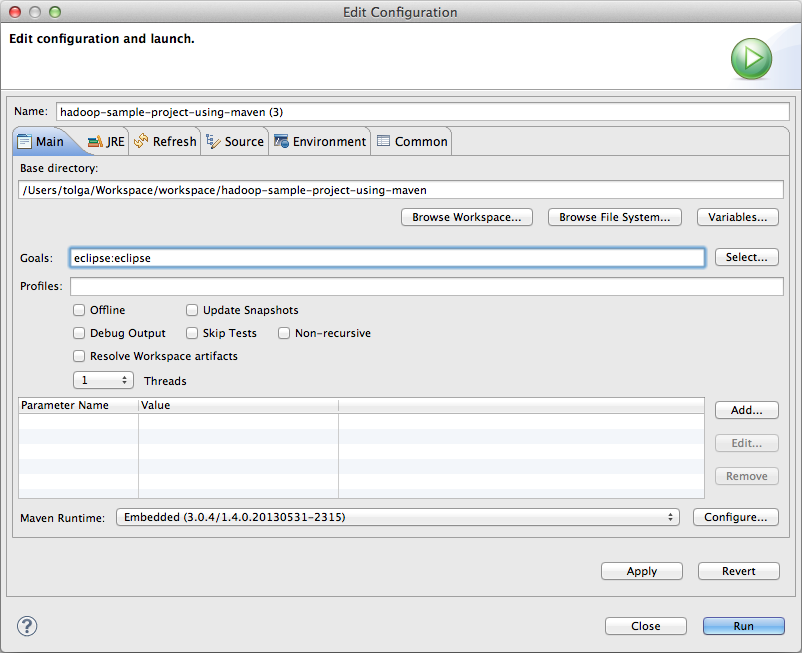 Edit Configuration
Edit configuration and launch.
Name: hadoop-sample-project-using-maven (3)
Main JRE Refresh Source Environment Common
Base directory:
/Users/tolga/Workspace/workspace/hadoop-sample-project-using-maven
Browse Workspace... Browse File System... Variables...
Goals: eclipse:eclipse Select...
Profiles:
Offline Update Snapshots
Debug Output Skip Tests Non-recursive
Resolve Workspace artifacts
1 Threads
Parameter Name Value
Add...
Edit...
Remove
Maven Runtime: Embedded (3.0.4/1.4.0.20130531-2315) Configure...
Apply Revert
? Close Run